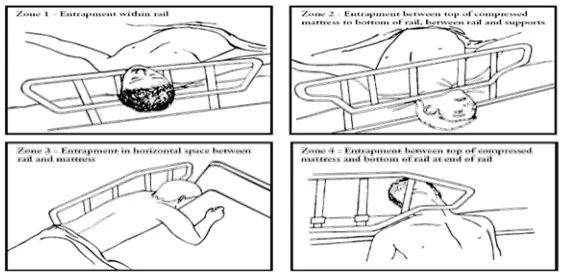 Zone 1 - Entrapment within rail
Zone 2 - Entrapment between top of compressed
mattress to bottom of rail, between rail and supports
Zone 3 - Entrapment in horizontal space between
rail and mattress
Zone 4 - Entrapment between top of compressed
mattress and bottom of rail at end of rail